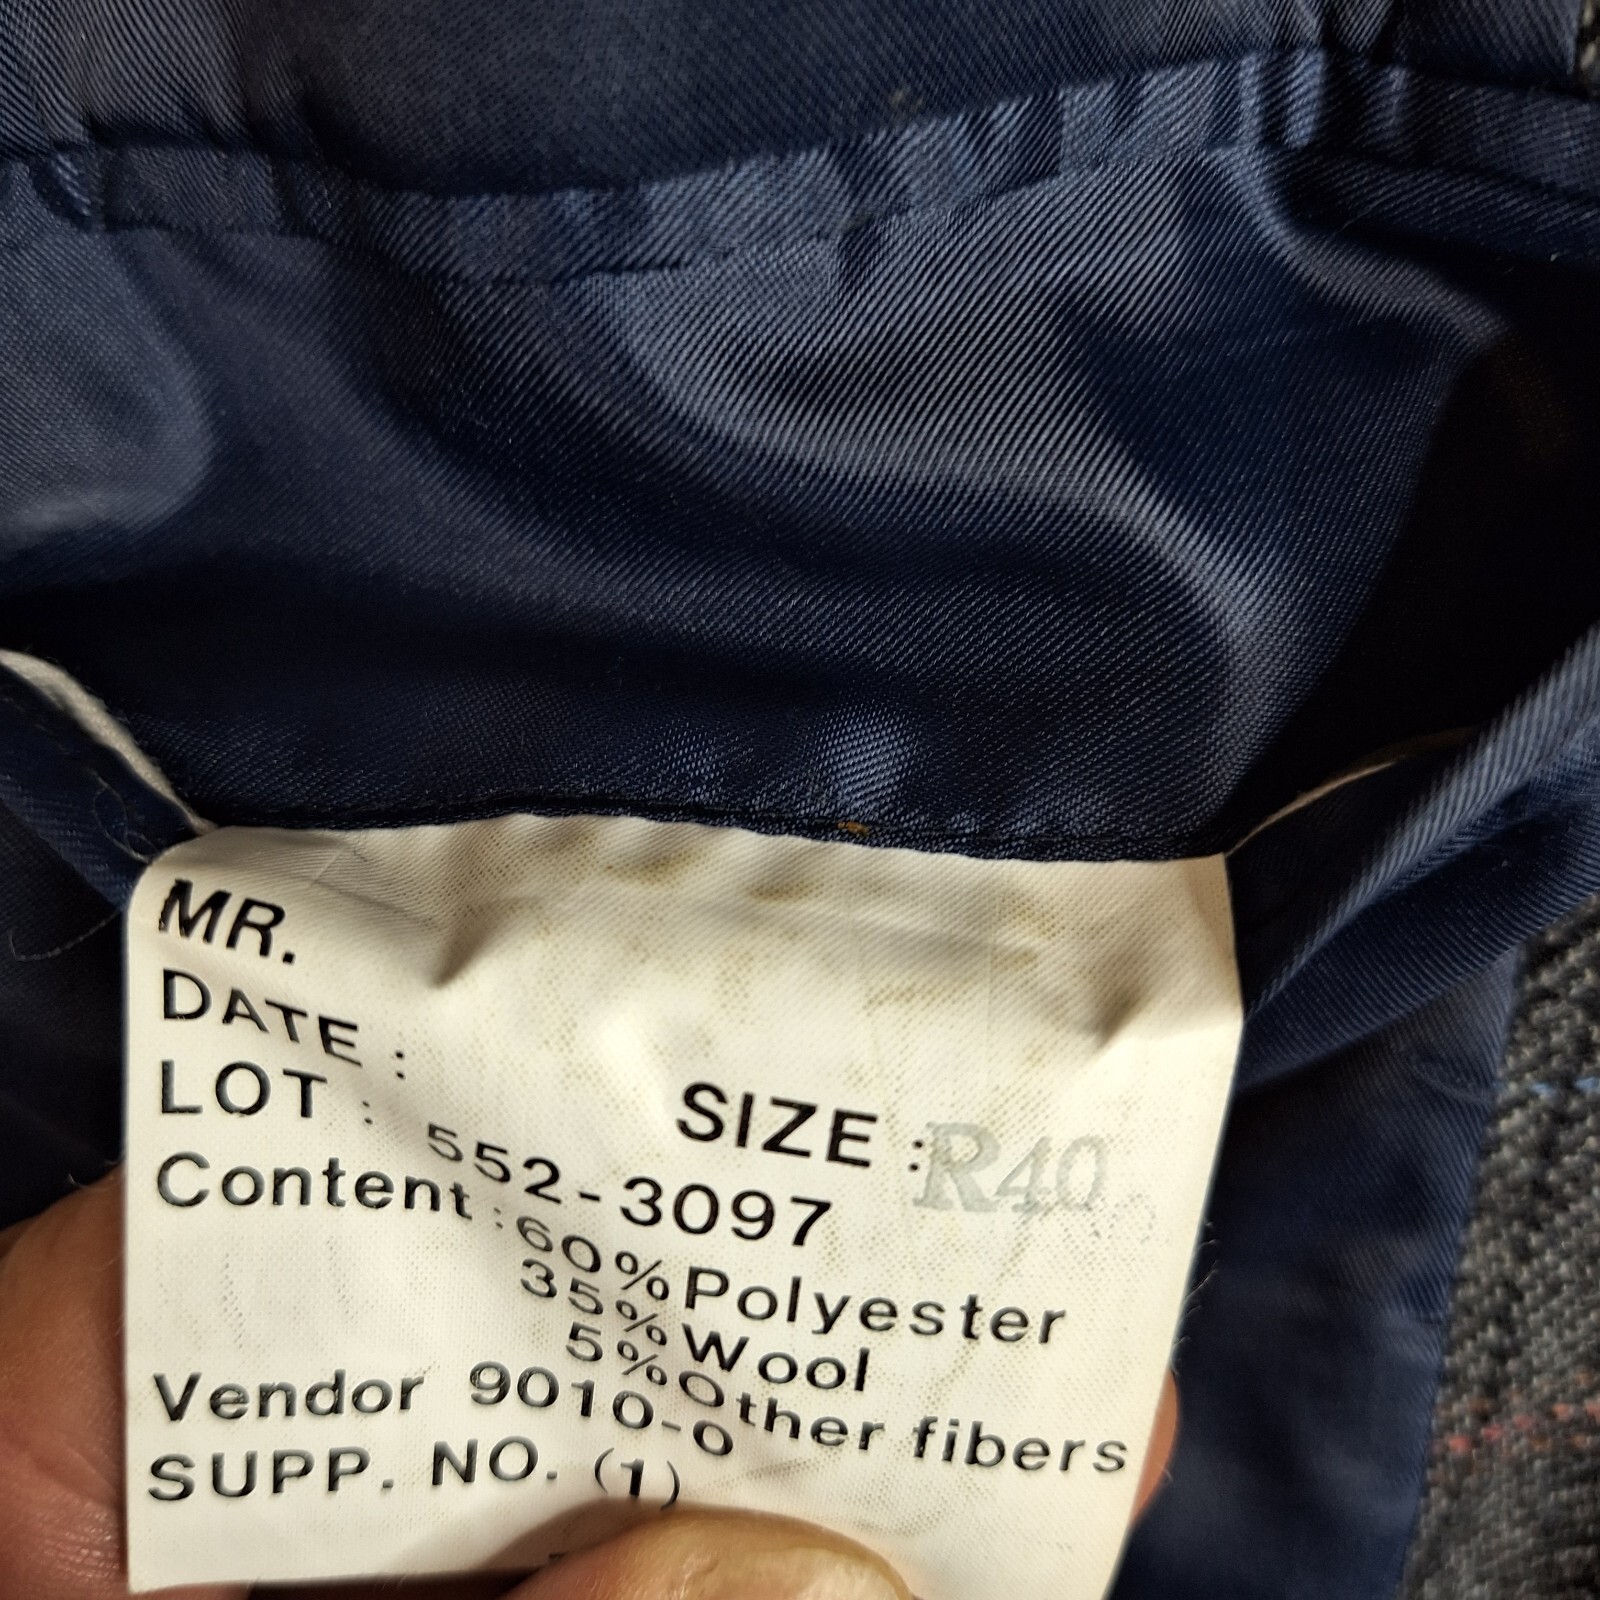 MR.
DATE :
SIZE : R40
LOT : 552-3097
Content : 60% Polyester
35% Wool
5% Other fibers
Vendor 9010-0
SUPP. NO. (1)